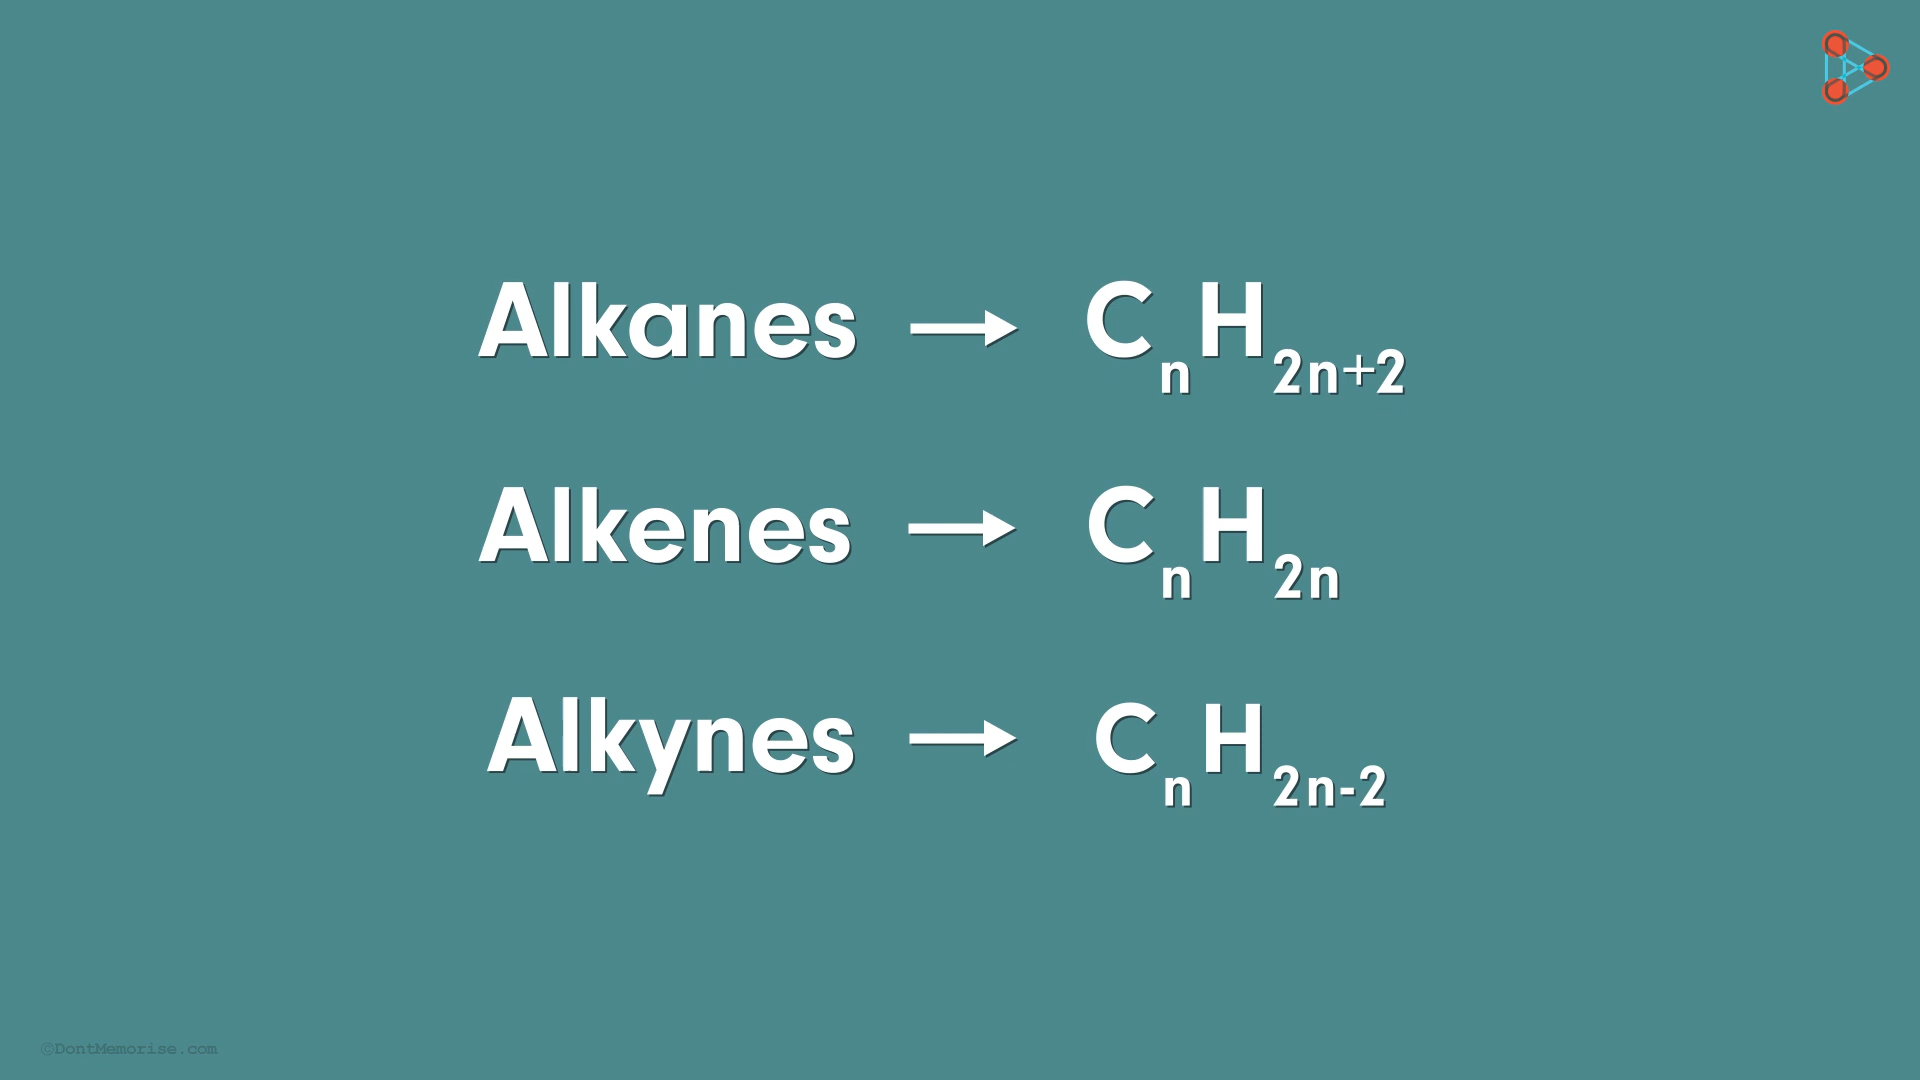 Alkanes → CnH2n+2
Alkenes → CnH2n
Alkynes → CnH2n-2
©DontMemorise.com